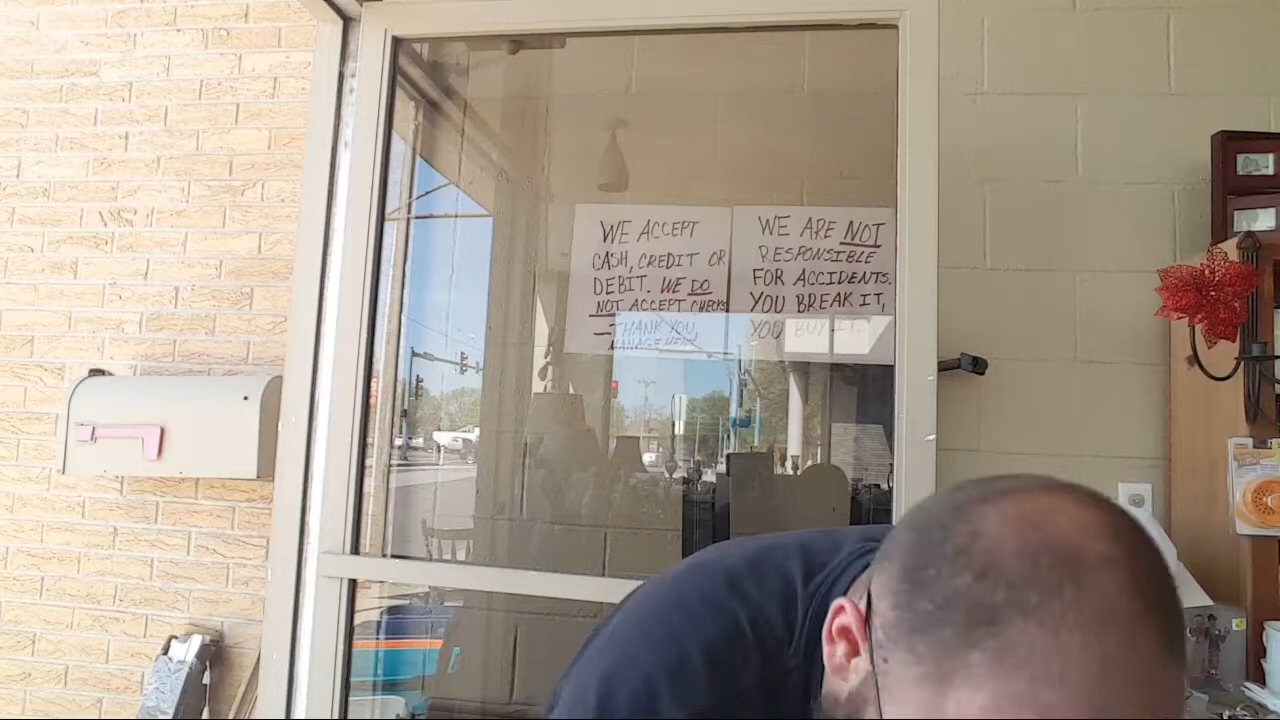 WE ACCEPT
CASH, CREDIT OR
DEBIT. WE DO
NOT ACCEPT CHECKS
—THANK YOU,
MANAGEMENT
WE ARE NOT
RESPONSIBLE
FOR ACCIDENTS.
YOU BREAK IT,
YOU BUY IT.